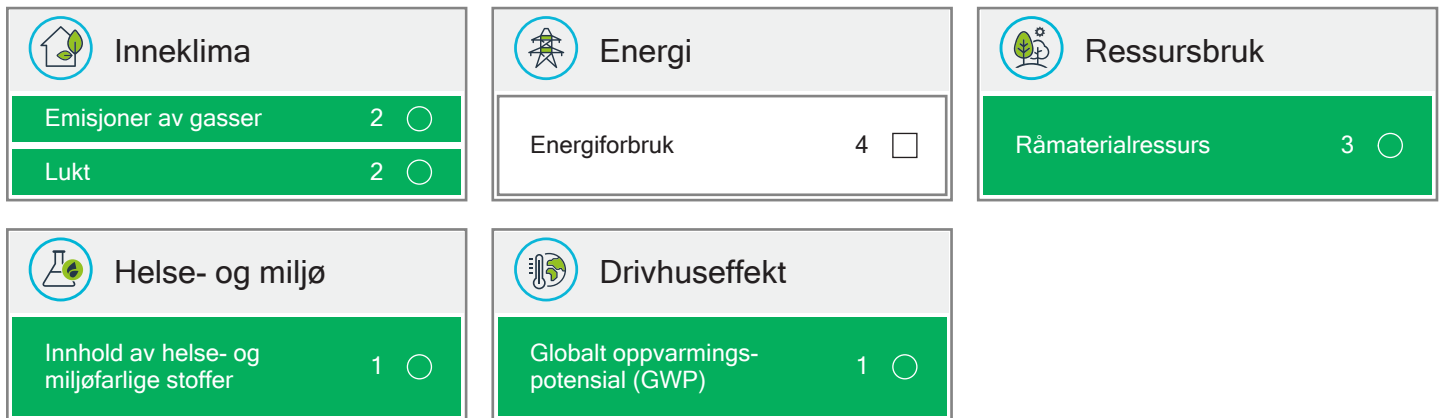 Inneklima
Emisjoner av gasser 2
Lukt 2
Energi
Energiforbruk 4
Ressursbruk
Råmaterialressurs 3
Helse- og miljø
Innhold av helse- og
miljøfarlige stoffer 1
Drivhuseffekt
Globalt oppvarmings-
potensial (GWP) 1